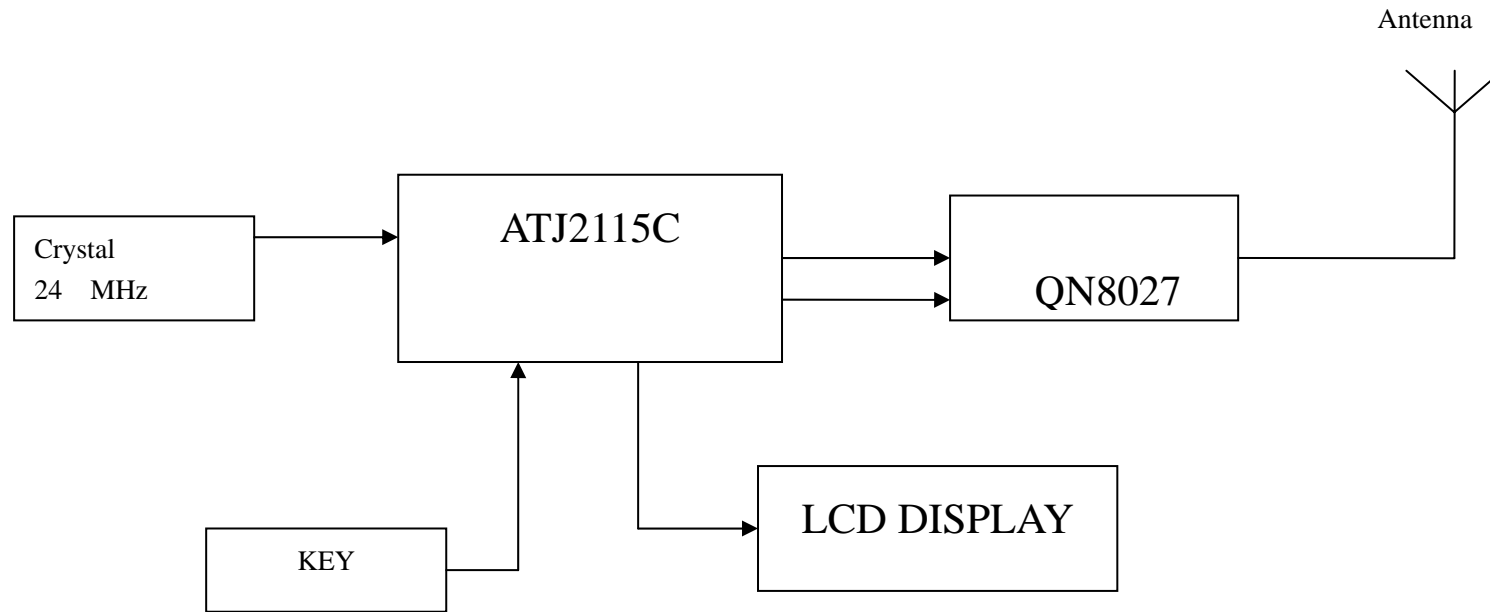 Antenna
ATJ2115C
Crystal
24 MHz
QN8027
LCD DISPLAY
KEY